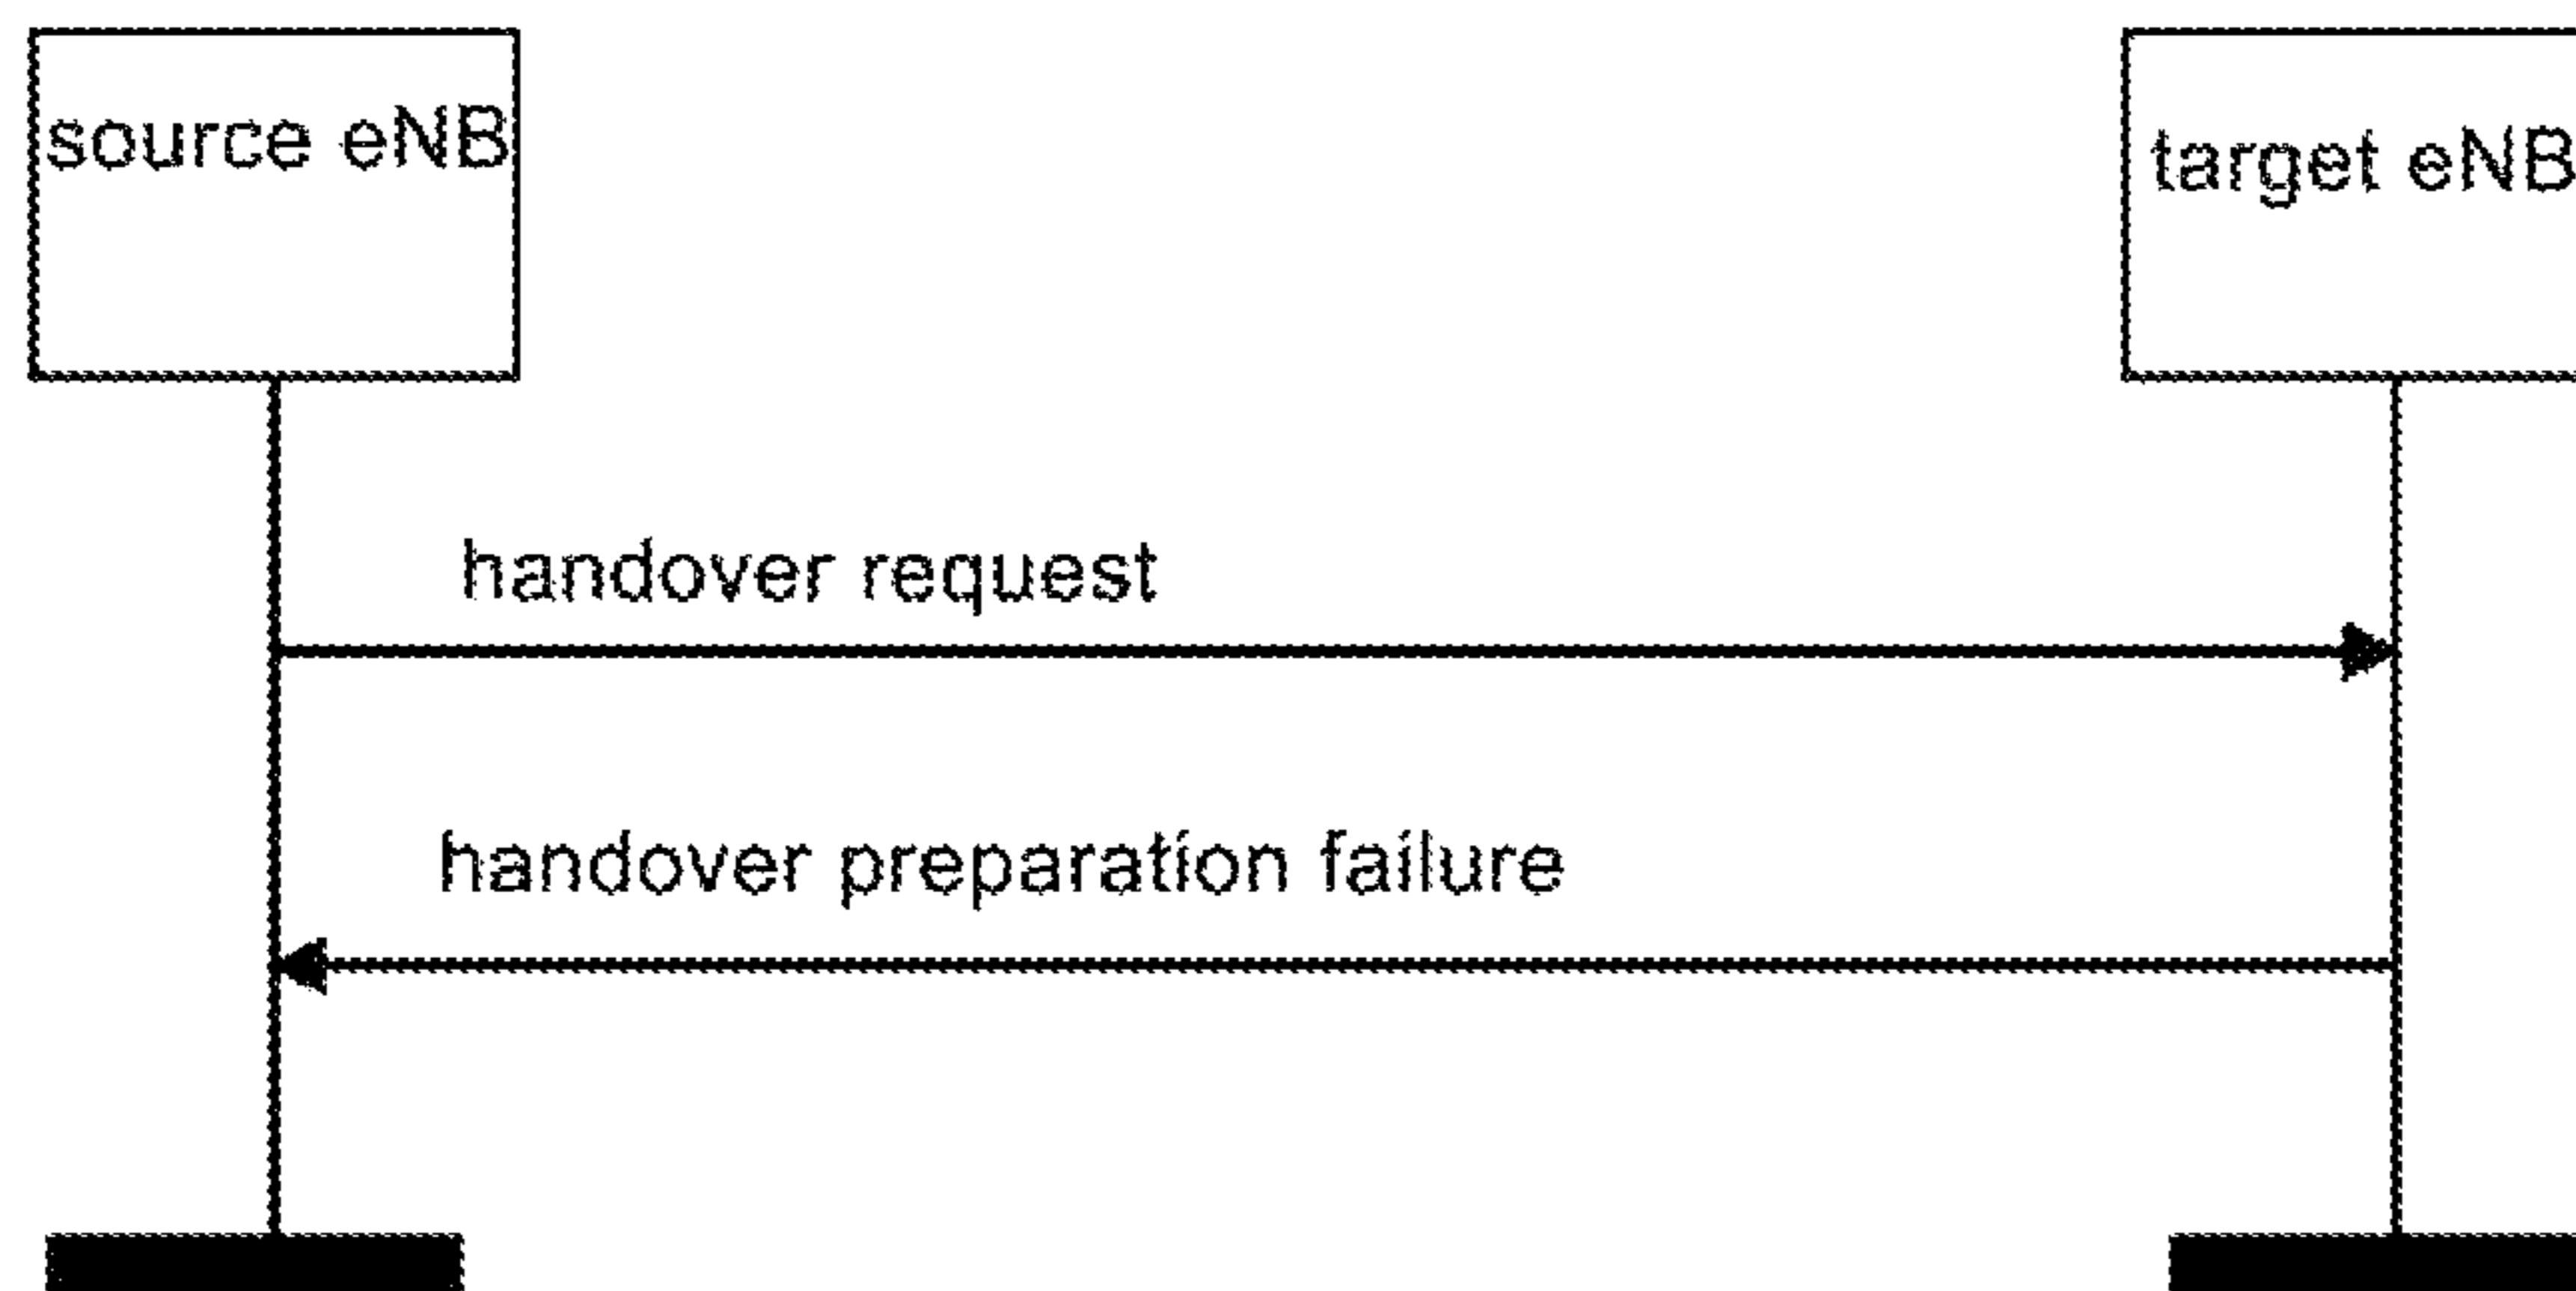 source eNB
target eNB
handover request
handover preparation failure